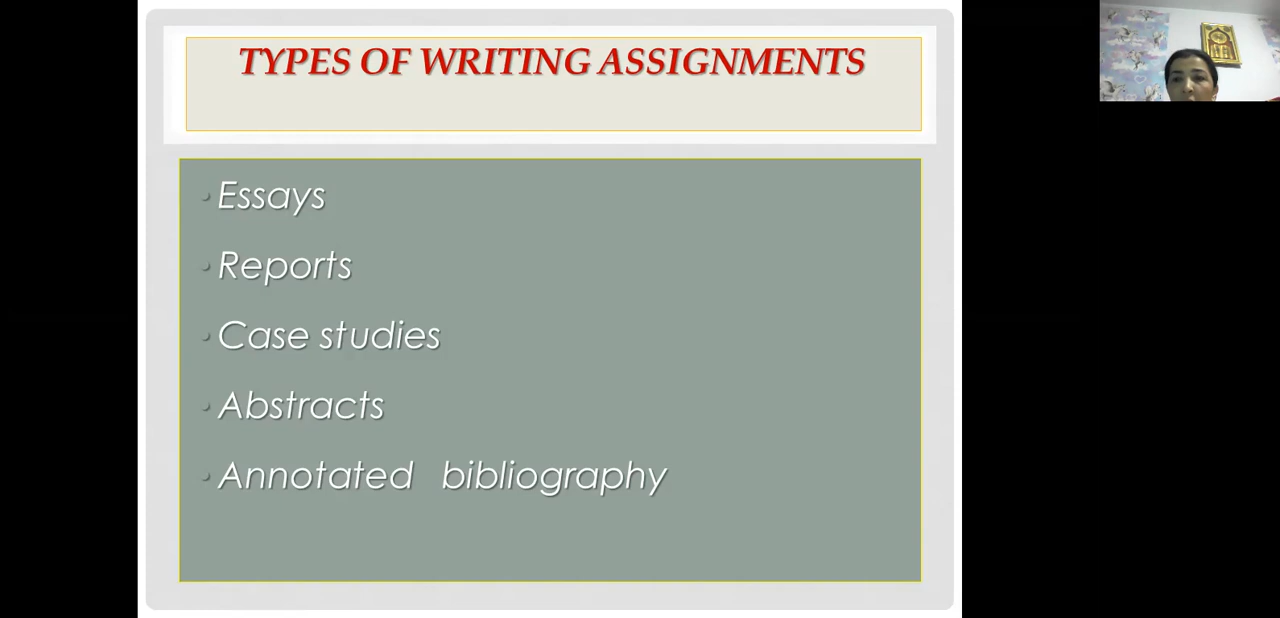 TYPES OF WRITING ASSIGNMENTS
• Essays
• Reports
• Case studies
• Abstracts
• Annotated bibliography